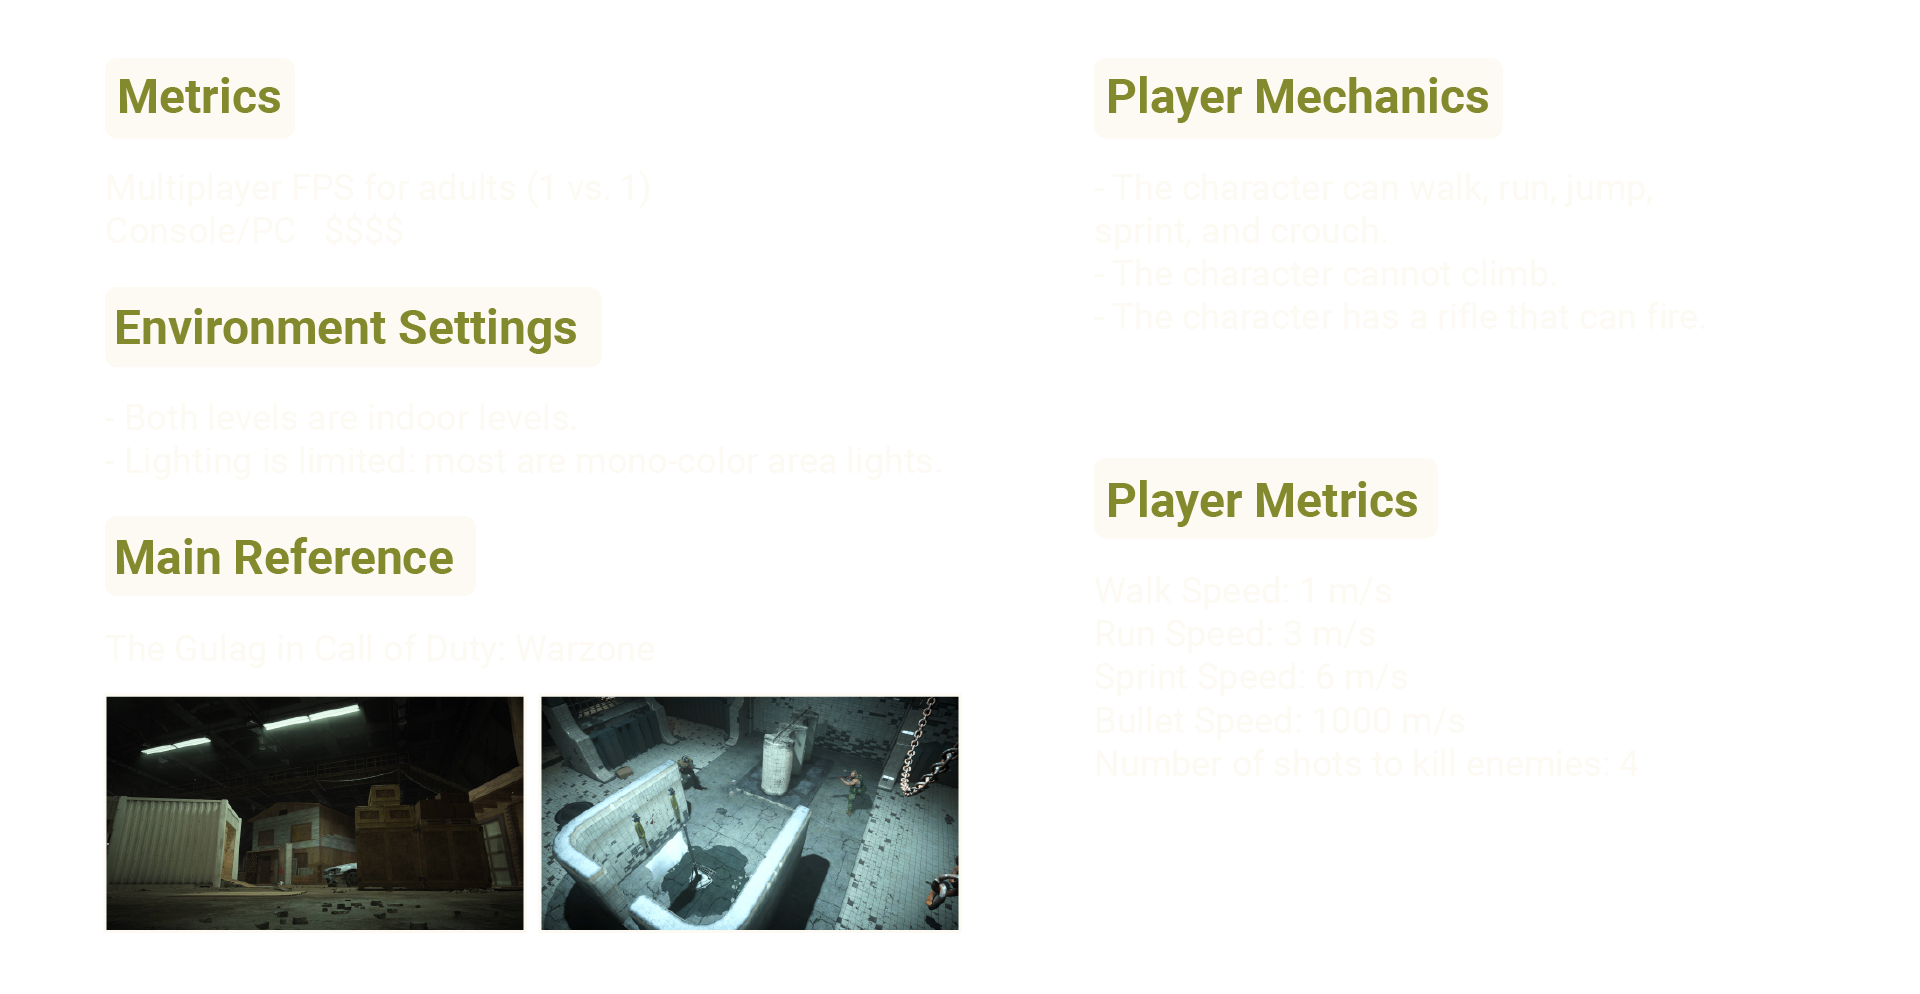 Metrics
Multiplayer FPS for adults (1 vs. 1)
Console/PC $$$$
Environment Settings
- Both levels are indoor levels.
- Lighting is limited: most are mono-color area lights.
Main Reference
The Gulag in Call of Duty: Warzone
Player Mechanics
- The character can walk, run, jump,
sprint, and crouch.
- The character cannot climb.
- The character has a rifle that can fire.
Player Metrics
Walk Speed: 1 m/s
Run Speed: 3 m/s
Sprint Speed: 6 m/s
Bullet Speed: 1000 m/s
Number of shots to kill enemies: 4